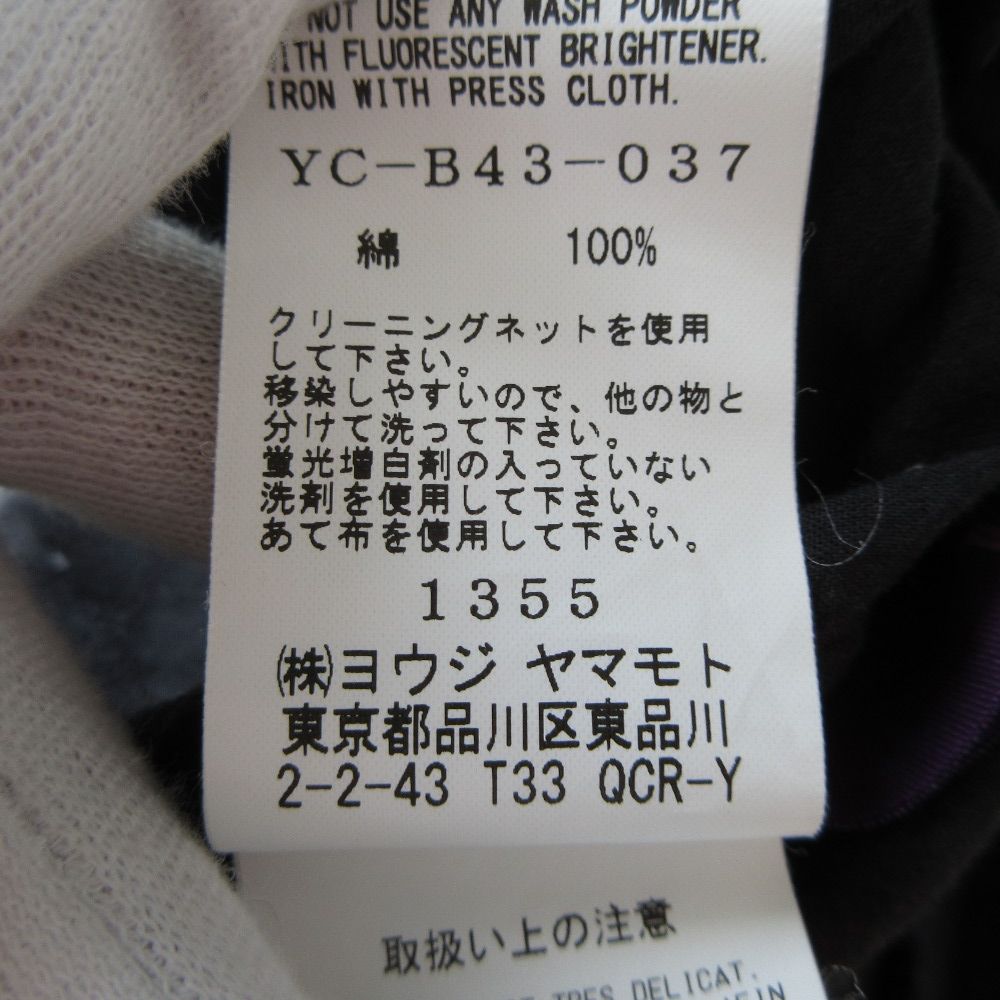 NOT USE ANY WASH POWDER
WITH FLUORESCENT BRIGHTENER.
IRON WITH PRESS CLOTH.
YC-B43-037
綿 100%
クリーニングネットを使用
して下さい。
移染しやすいので、他の物と
分けて洗って下さい。
蛍光増白剤の入っていない
洗剤を使用して下さい。
あて布を使用して下さい。
1355
(株)ヨウジ ヤマモト
東京都品川区東品川
2-2-43 T33 QCR-Y
取扱い上の注意
TRES DELICAT.